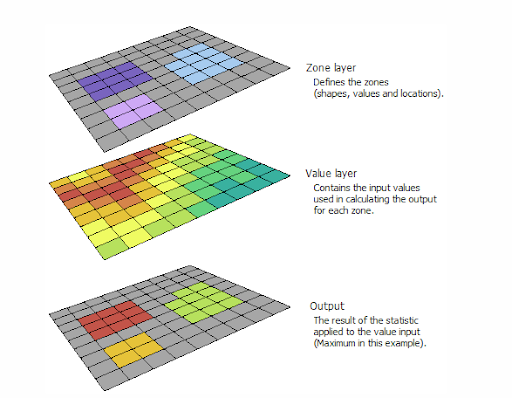 Zone layer
Defines the zones
(shapes, values and locations).
Value layer
Contains the input values
used in calculating the output
for each zone.
Output
The result of the statistic
applied to the value input
(Maximum in this example).